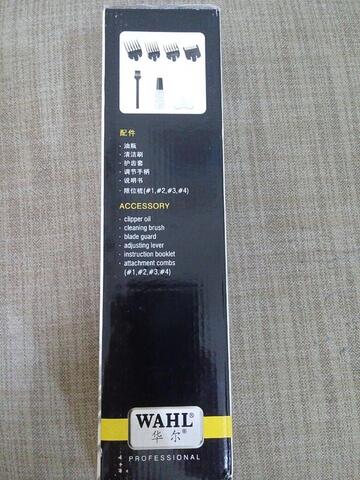 配件
· 油瓶
· 清洁刷
· 护齿套
· 调节手柄
· 说明书
· 限位梳(#1,#2,#3,#4)
ACCESSORY
· clipper oil
· cleaning brush
· blade guard
· adjusting lever
· instruction booklet
· attachment combs
(#1,#2,#3,#4)
WAHL®
华尔®
PROFESSIONAL